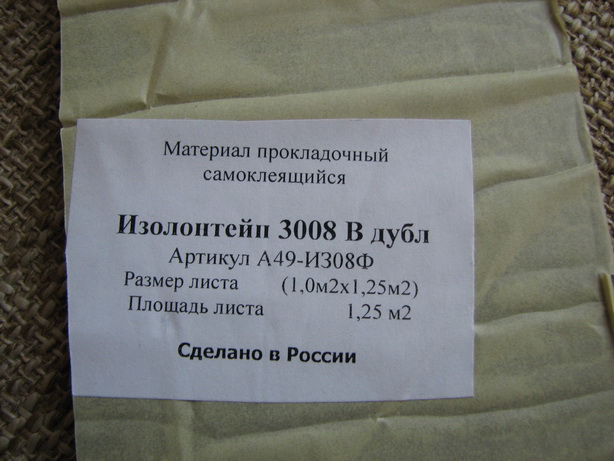 Материал прокладочный
самоклеящийся
Изолонтейп 3008 В дубл
Артикул А49-ИЗ08Ф
Размер листа (1,0м2х1,25м2)
Площадь листа 1,25 м2
Сделано в России